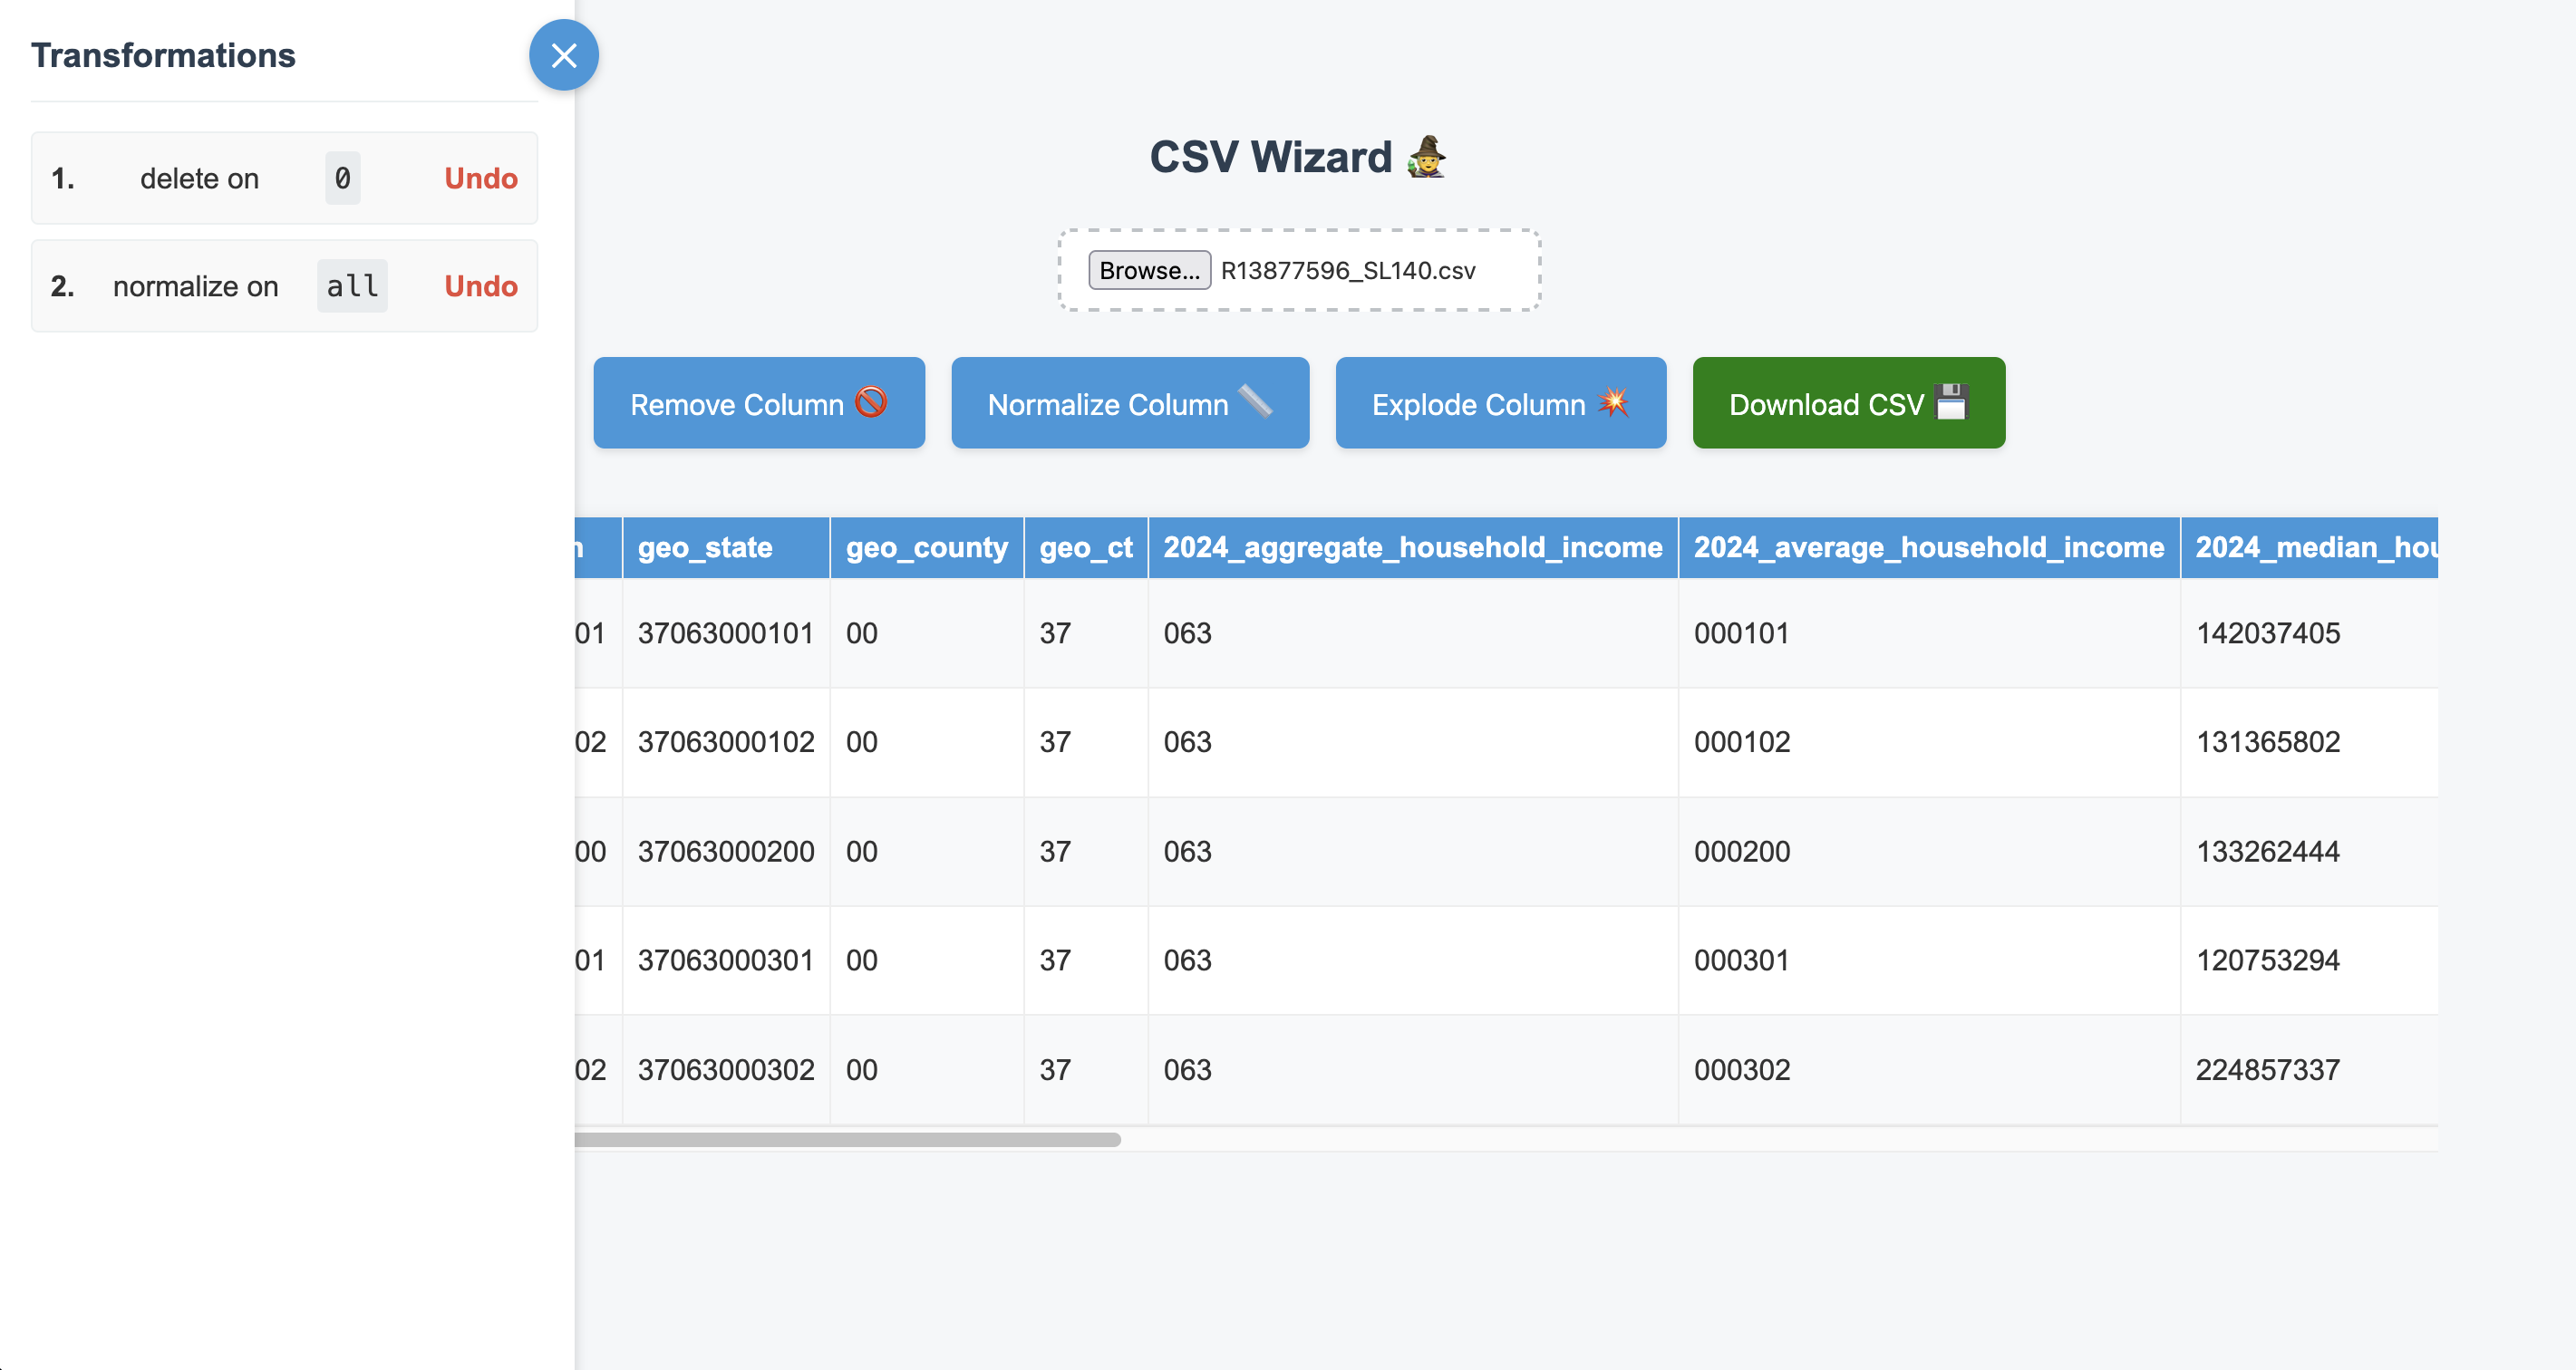 Transformations
1. delete on 0 Undo
2. normalize on all Undo
CSV Wizard
Browse... R13877596_SL140.csv
Remove Column
Normalize Column
Explode Column
Download CSV
geo_state geo_county geo_ct 2024_aggregate_household_income 2024_average_household_income 2024_median_hou
01 37063000101 00 37 063 000101 142037405
02 37063000102 00 37 063 000102 131365802
00 37063000200 00 37 063 000200 133262444
01 37063000301 00 37 063 000301 120753294
02 37063000302 00 37 063 000302 224857337